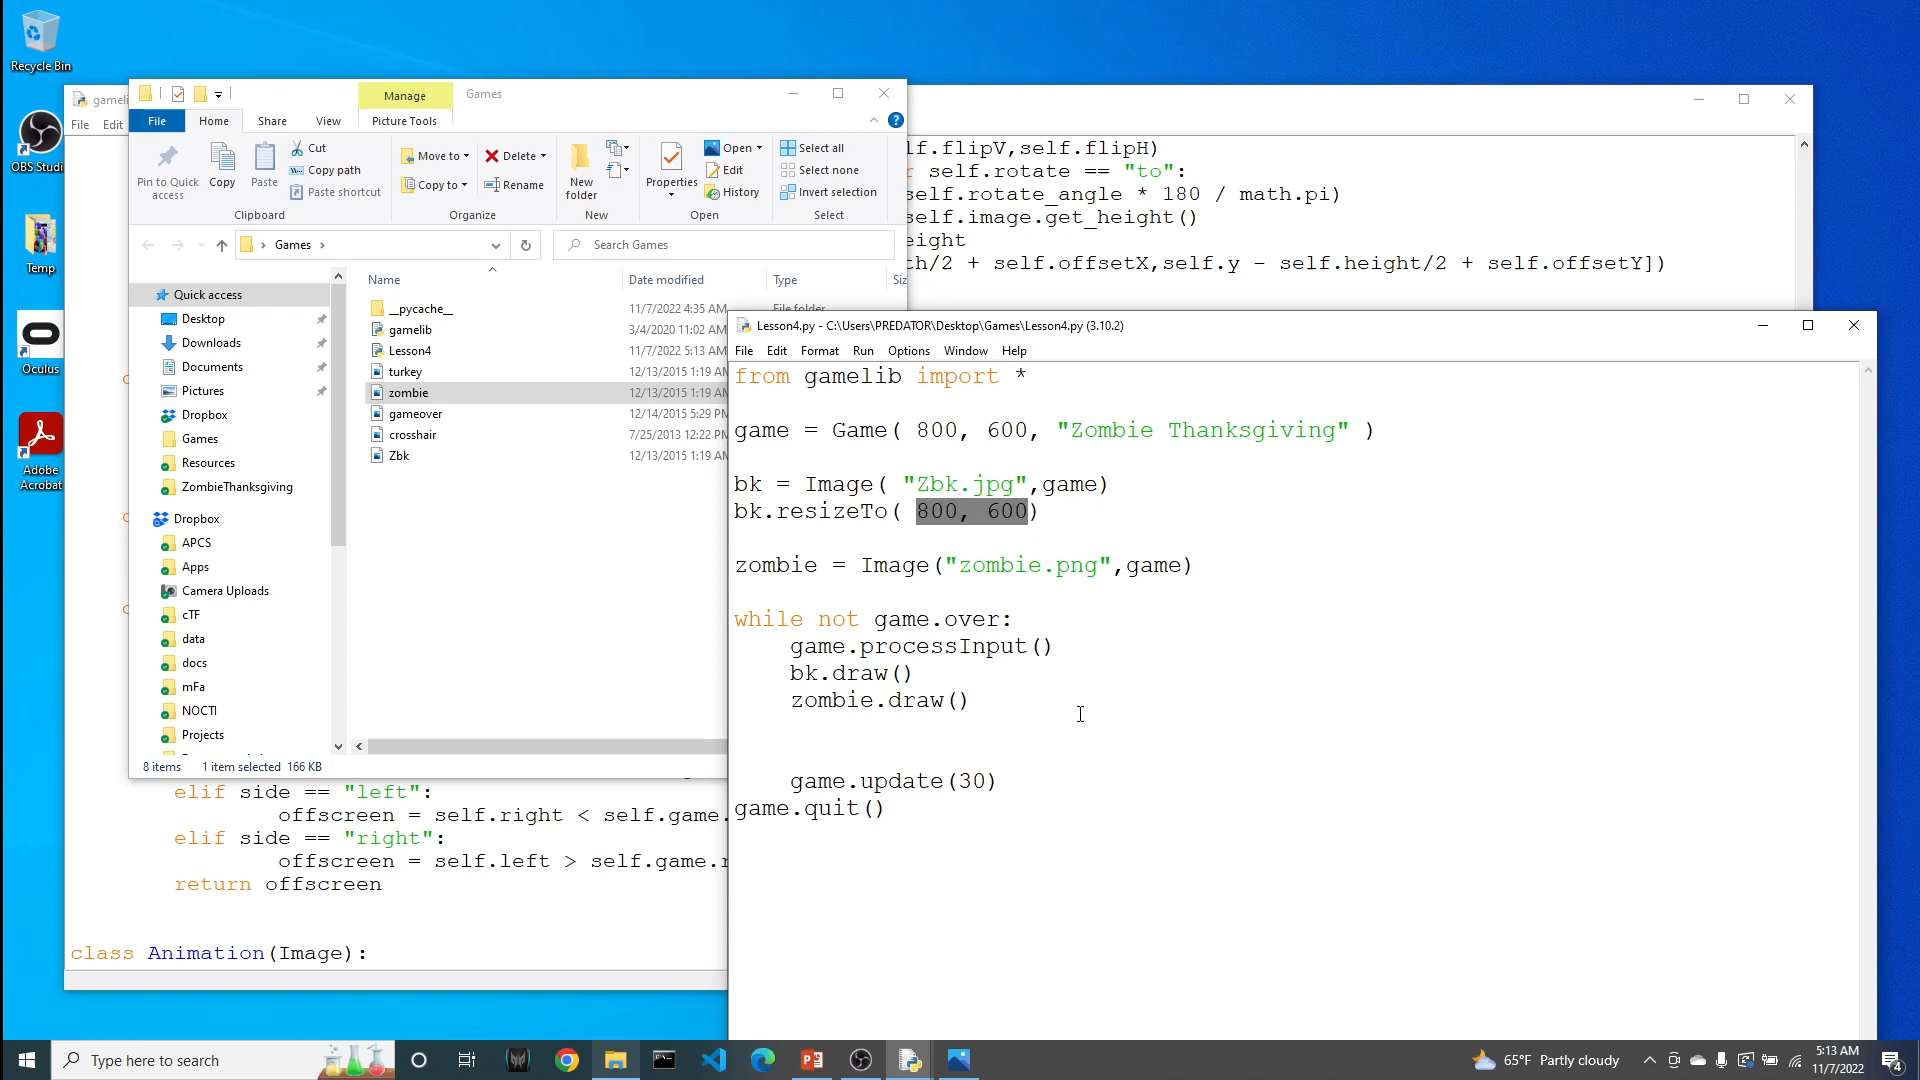 Recycle Bin
OBS Studi
Temp
Oculus
Adobe
Acrobat
File Edit
Manage
Games
File Home Share View Picture Tools
Pin to Quick
access
Copy
Paste
Cut
Copy path
Paste shortcut
Clipboard
Move to
Copy to
Delete
Rename
Organize
New
folder
New
Properties
Open
Edit
History
Open
Select all
Select none
Invert selection
Select
Games
Search Games
Name Date modified Type Siz
Quick access
Desktop
Downloads
Documents
Pictures
Dropbox
Games
Resources
ZombieThanksgiving
Dropbox
APCS
Apps
Camera Uploads
cTF
data
docs
mFa
NOCTI
Projects
__pycache__ 11/7/2022 4:35 AM File folder
gamelib 3/4/2020 11:02 AM
Lesson4 11/7/2022 5:13 AM
turkey 12/13/2015 1:19 AM
zombie 12/13/2015 1:19 AM
gameover 12/14/2015 5:29 PM
crosshair 7/25/2013 12:22 PM
Zbk 12/13/2015 1:19 AM
8 items 1 item selected 166 KB
lf.flipV,self.flipH)
r self.rotate == "to":
self.rotate_angle * 180 / math.pi)
self.image.get_height()
eight
th/2 + self.offsetX,self.y - self.height/2 + self.offsetY])
elif side == "left":
offscreen = self.right < self.game.
elif side == "right":
offscreen = self.left > self.game.r
return offscreen
class Animation(Image):
Lesson4.py - C:\Users\PREDATOR\Desktop\Games\Lesson4.py (3.10.2)
File Edit Format Run Options Window Help
from gamelib import *
game = Game( 800, 600, "Zombie Thanksgiving" )
bk = Image( "Zbk.jpg",game)
bk.resizeTo( 800, 600)
zombie = Image("zombie.png",game)
while not game.over:
game.processInput()
bk.draw()
zombie.draw()
game.update(30)
game.quit()
Type here to search
65°F Partly cloudy
5:13 AM
11/7/2022
4